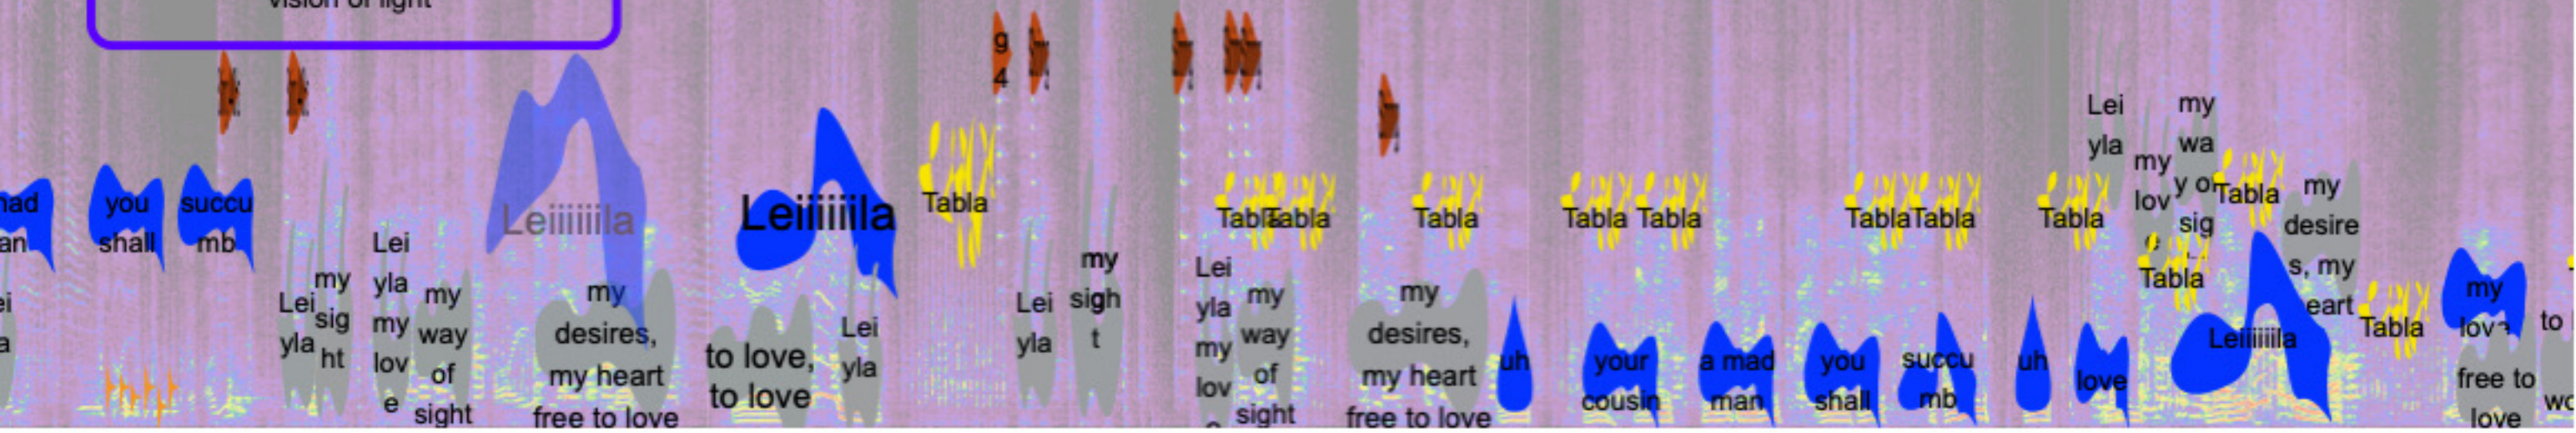 vision of light
you
shall
succu
mb
Lei
yla
my
sig
ht
Lei
yla
my
lov
e
my
way
of
sight
Leiiiiiila
my
desires,
my heart
free to love
to love,
to love
Leiiiiiila
Lei
yla
Tabla
g
4
Lei
yla
my
sigh
t
Lei
yla
my
lov
Tabla
Tabla
my
way
of
sight
my
desires,
my heart
free to love
Tabla
uh
your
cousin
Tabla
Tabla
a mad
man
you
shall
Tabla
Tabla
succu
mb
uh
Tabla
love
Lei
yla
my
lov
e
my
wa
y of
sig
Tabla
Tabla
Leiiiiiila
my
desire
s, my
eart
Tabla
my
love
free to
love
to